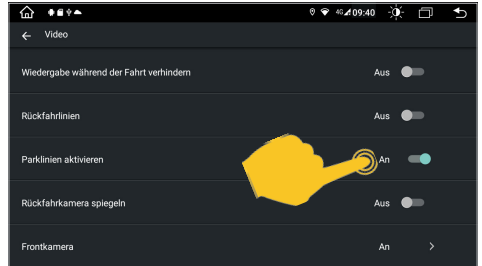 4G 09:40
Video
Wiedergabe während der Fahrt verhindern Aus
Rückfahrlinien Aus
Parklinien aktivieren An
Rückfahrkamera spiegeln Aus
Frontkamera An